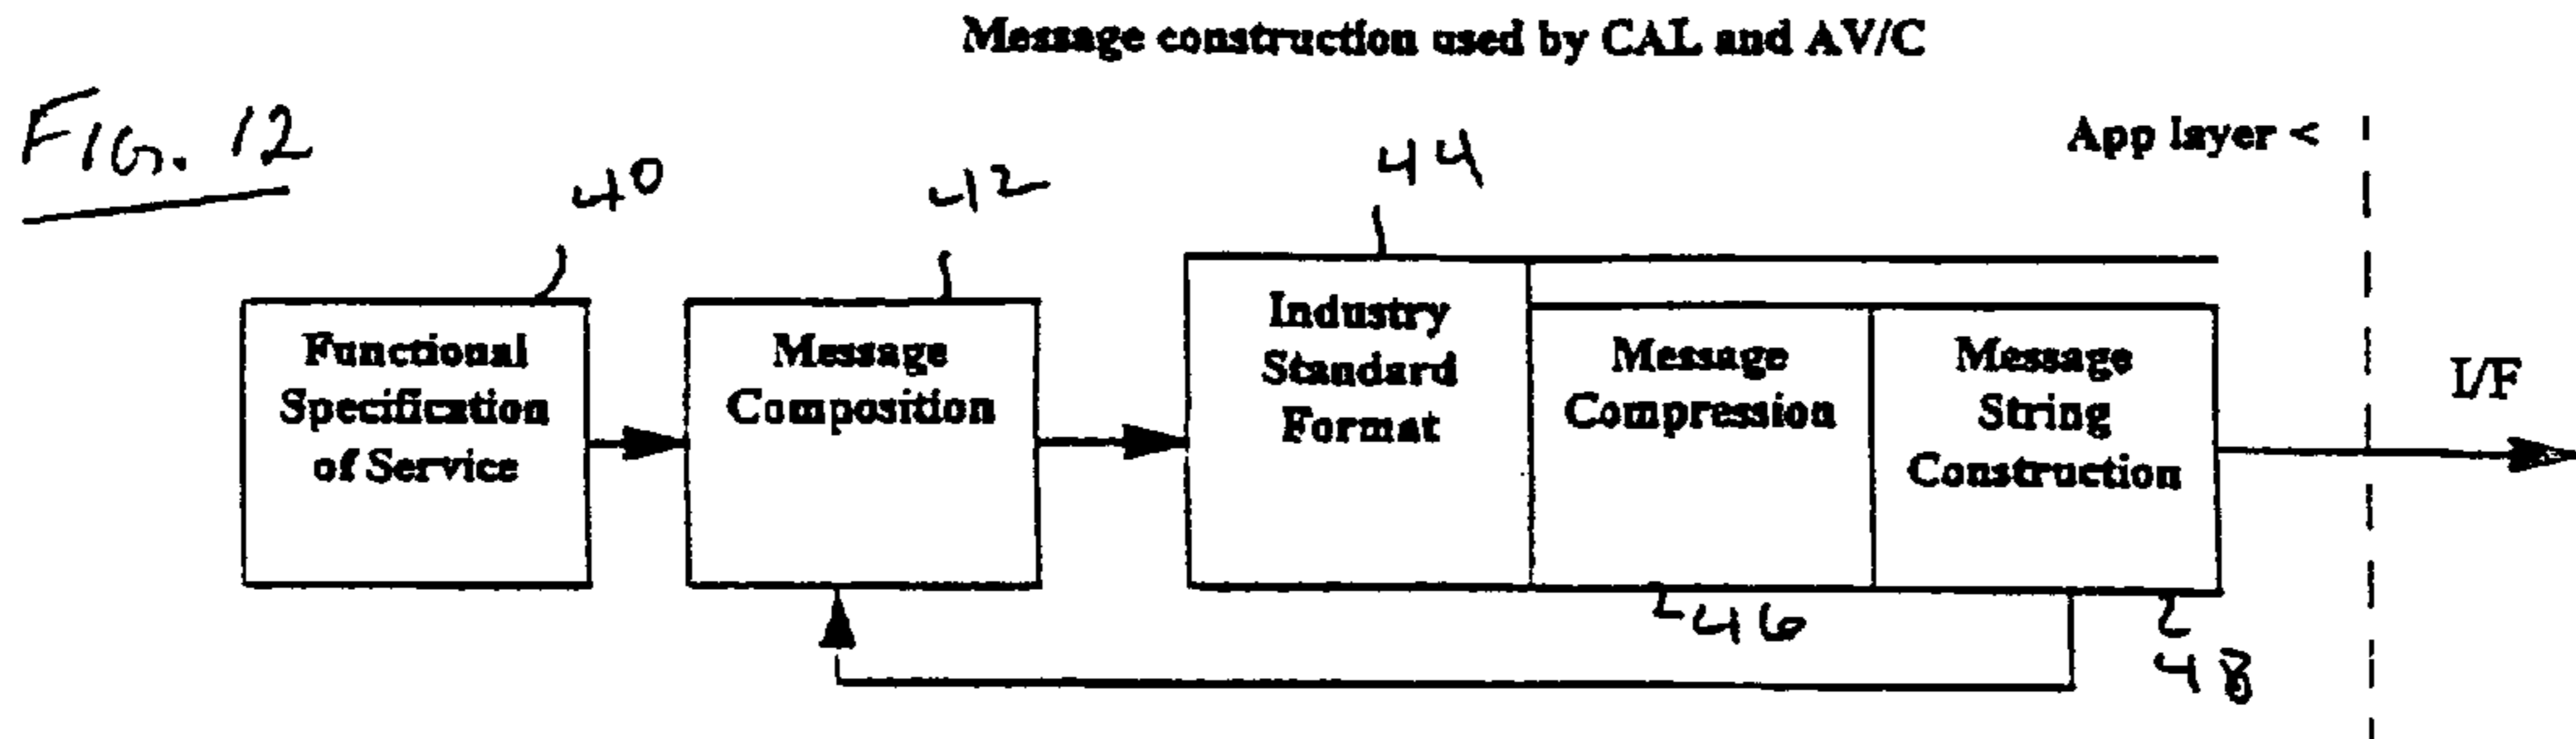 Message construction used by CAL and AV/C
FIG. 12
App layer <
40
42
44
Functional
Specification
of Service
Message
Composition
Industry
Standard
Format
Message
Compression
Message
String
Construction
I/F
46
48